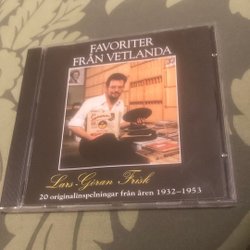 FAVORITER
FRÅN VETLANDA
Lars-Göran Frisk
20 originalinspelningar från åren 1932-1953